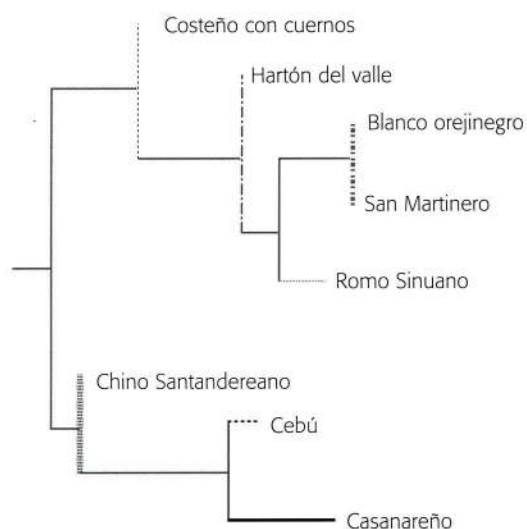 Costeño con cuernos
Hartón del valle
Blanco orejinegro
San Martinero
Romo Sinuano
Chino Santandereano
Cebú
Casanareño